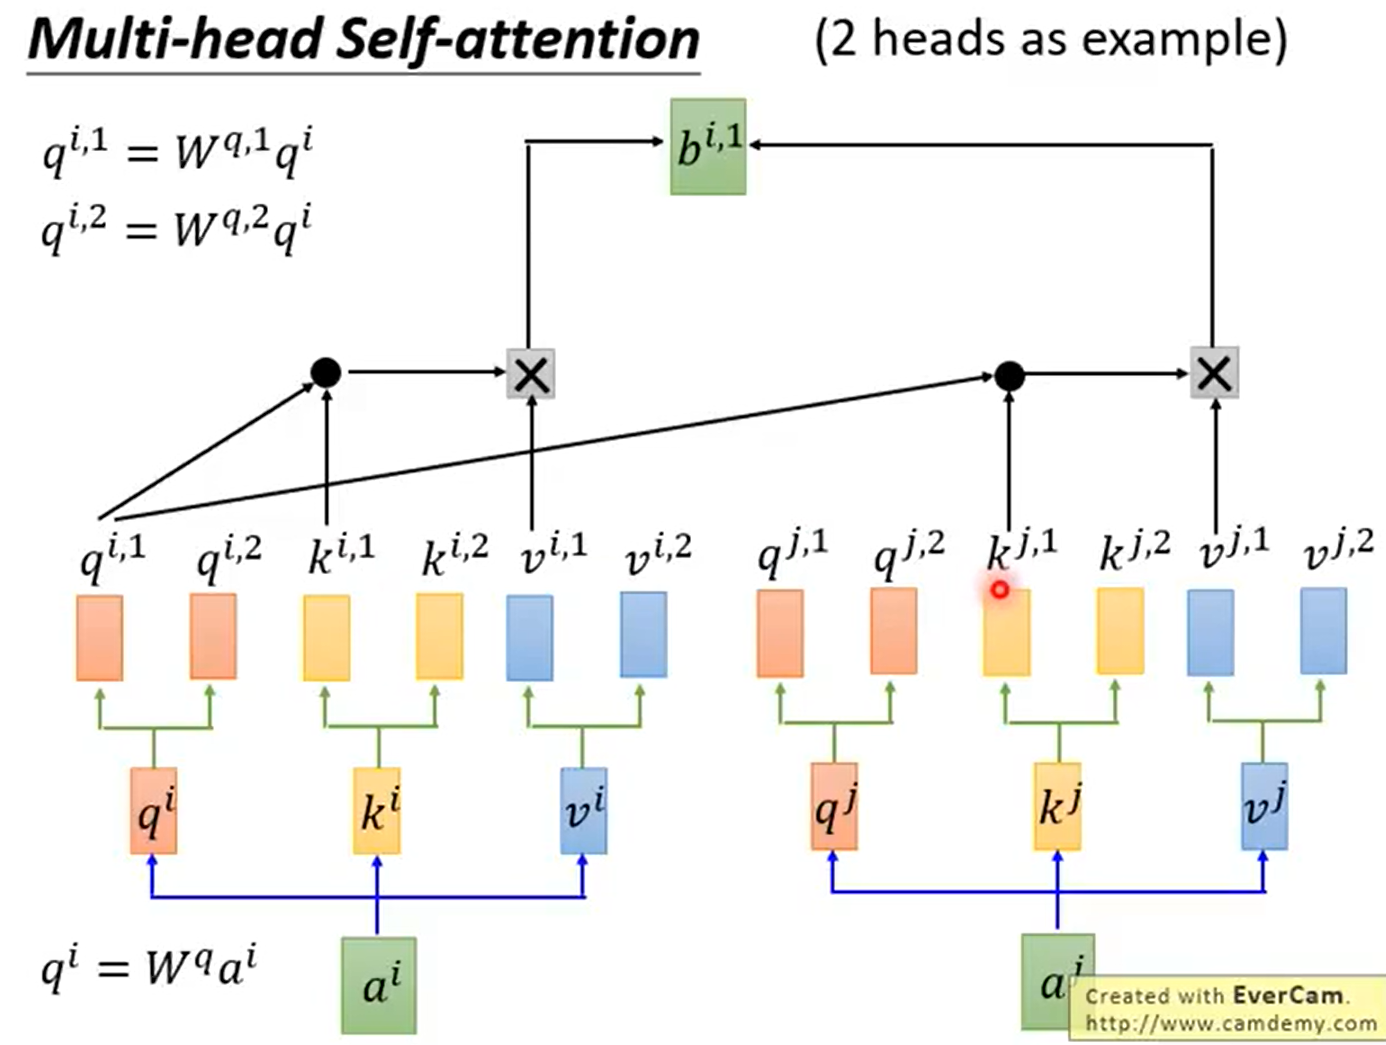 Multi-head Self-attention (2 heads as example)
q^{i,1} = W^{q,1}q^{i}
q^{i,2} = W^{q,2}q^{i}
b^{i,1}
q^{i,1} q^{i,2} k^{i,1} k^{i,2} v^{i,1} v^{i,2} q^{j,1} q^{j,2} k^{j,1} k^{j,2} v^{j,1} v^{j,2}
q^{i} k^{i} v^{i} q^{j} k^{j} v^{j}
q^{i} = W^{q}a^{i}
a^{i} a^{j}
Created with EverCam.
http://www.camdemy.com